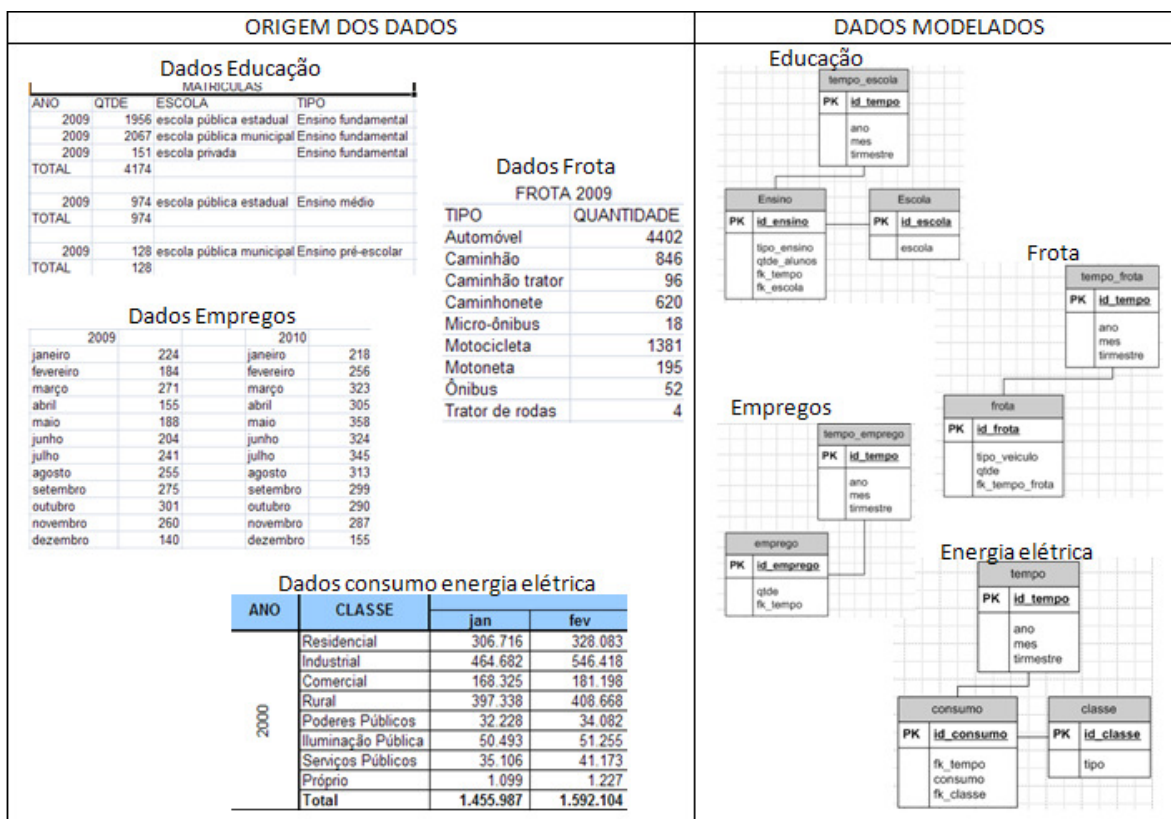 ORIGEM DOS DADOS
DADOS MODELADOS
Dados Educação
MATRICULAS
ANO QTDE ESCOLA TIPO
2009 1956 escola pública estadual Ensino fundamental
2009 2067 escola pública municipal Ensino fundamental
2009 151 escola privada Ensino fundamental
TOTAL 4174
2009 974 escola pública estadual Ensino médio
TOTAL 974
2009 128 escola pública municipal Ensino pré-escolar
TOTAL 128
Dados Frota
FROTA 2009
TIPO QUANTIDADE
Automóvel 4402
Caminhão 846
Caminhão trator 96
Caminhonete 620
Micro-ônibus 18
Motocicleta 1381
Motoneta 195
Ônibus 52
Trator de rodas 4
Dados Empregos
2009 2010
janeiro 224 janeiro 218
fevereiro 184 fevereiro 256
março 271 março 323
abril 155 abril 305
maio 188 maio 358
junho 204 junho 324
julho 241 julho 345
agosto 255 agosto 313
setembro 275 setembro 299
outubro 301 outubro 290
novembro 260 novembro 287
dezembro 140 dezembro 155
Dados consumo energia elétrica
ANO CLASSE jan fev
2000
Residencial 306.716 328.083
Industrial 464.682 546.418
Comercial 168.325 181.198
Rural 397.338 408.668
Poderes Públicos 32.228 34.082
Iluminação Pública 50.493 51.255
Serviços Públicos 35.106 41.173
Próprio 1.099 1.227
Total 1.455.987 1.592.104
Educação
tempo_escola
PK id_tempo
ano
mes
tirmestre
Ensino
PK id_ensino
tipo_ensino
qtde_alunos
fk_tempo
fk_escola
Escola
PK id_escola
escola
Frota
tempo_frota
PK id_tempo
ano
mes
tirmestre
frota
PK id_frota
tipo_veiculo
qtde
fk_tempo_frota
Empregos
tempo_emprego
PK id_tempo
ano
mes
tirmestre
emprego
PK id_emprego
qtde
fk_tempo
Energia elétrica
tempo
PK id_tempo
ano
mes
tirmestre
consumo
PK id_consumo
fk_tempo
consumo
fk_classe
classe
PK id_classe
tipo